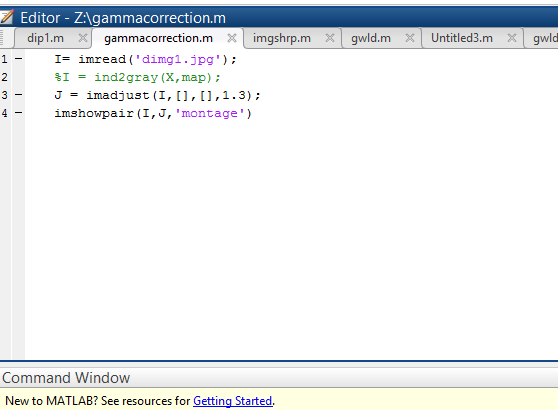 Editor - Z:\gammacorrection.m
dip1.m gammacorrection.m imgshrp.m gwld.m Untitled3.m gwld
1 I= imread('dimg1.jpg');
2 %I = ind2gray(X,map);
3 J = imadjust(I,[],[],1.3);
4 imshowpair(I,J,'montage')
Command Window
New to MATLAB? See resources for Getting Started.